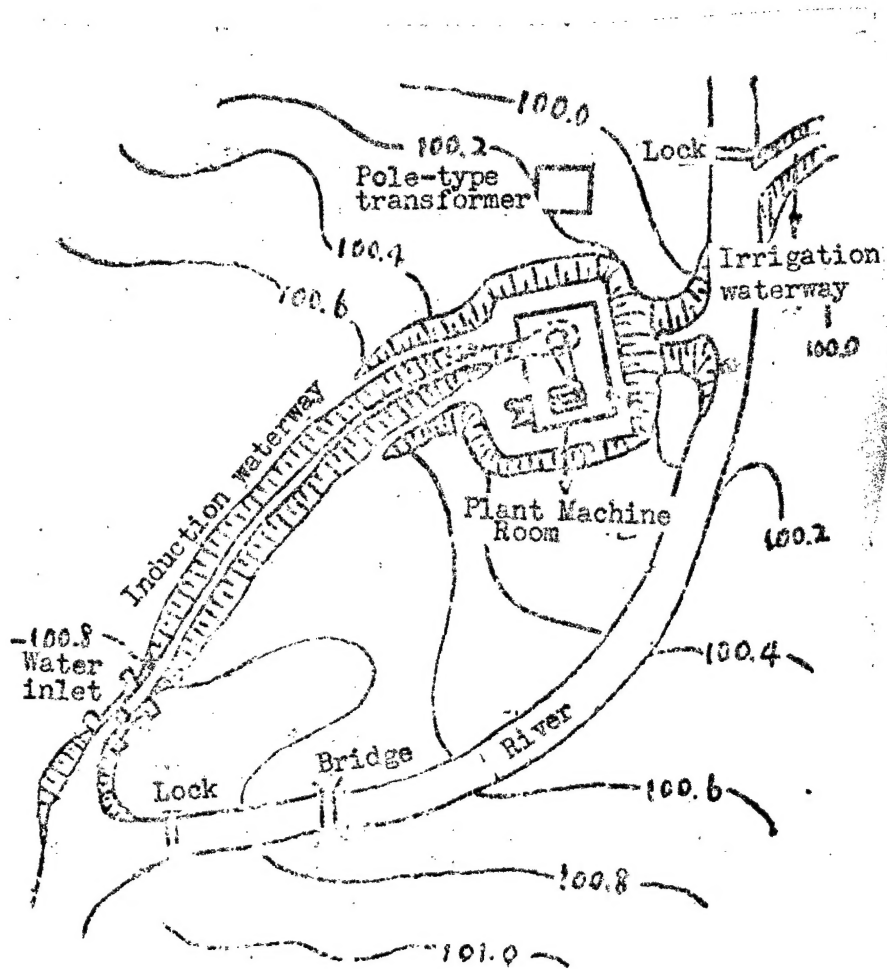 100.0
100.2
Lock
Pole-type
transformer
100.4
Irrigation
waterway
100.6
100.0
Induction waterway
Plant Machine
Room
100.2
-100.8
Water
inlet
100.4
River
Bridge
Lock
100.6
100.8
101.0